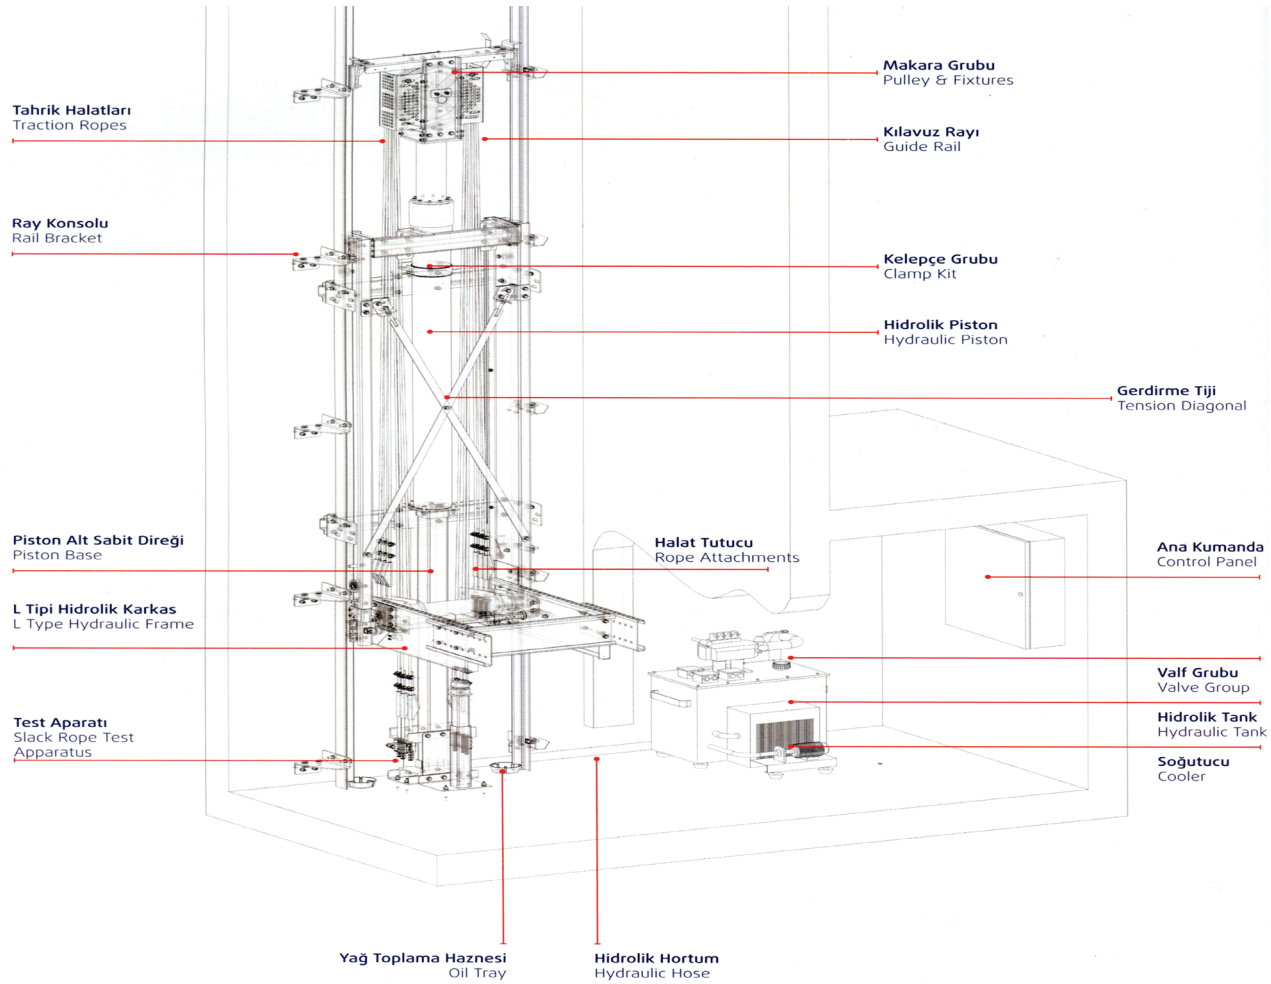 Makara Grubu
Pulley & Fixtures
Tahrik Halatları
Traction Ropes
Kılavuz Rayı
Guide Rail
Ray Konsolu
Rail Bracket
Kelepçe Grubu
Clamp Kit
Hidrolik Piston
Hydraulic Piston
Gerdirme Tiji
Tension Diagonal
Piston Alt Sabit Direği
Piston Base
Halat Tutucu
Rope Attachments
Ana Kumanda
Control Panel
L Tipi Hidrolik Karkas
L Type Hydraulic Frame
Valf Grubu
Valve Group
Test Aparatı
Slack Rope Test
Apparatus
Hidrolik Tank
Hydraulic Tank
Soğutucu
Cooler
Yağ Toplama Haznesi
Oil Tray
Hidrolik Hortum
Hydraulic Hose